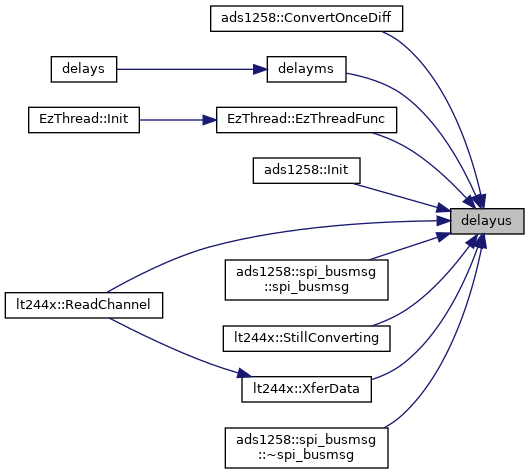 ads1258::ConvertOnceDiff
delays
delayms
EzThread::Init
EzThread::EzThreadFunc
ads1258::Init
delayus
ads1258::spi_busmsg
::spi_busmsg
lt244x::ReadChannel
lt244x::StillConverting
lt244x::XferData
ads1258::spi_busmsg
::~spi_busmsg